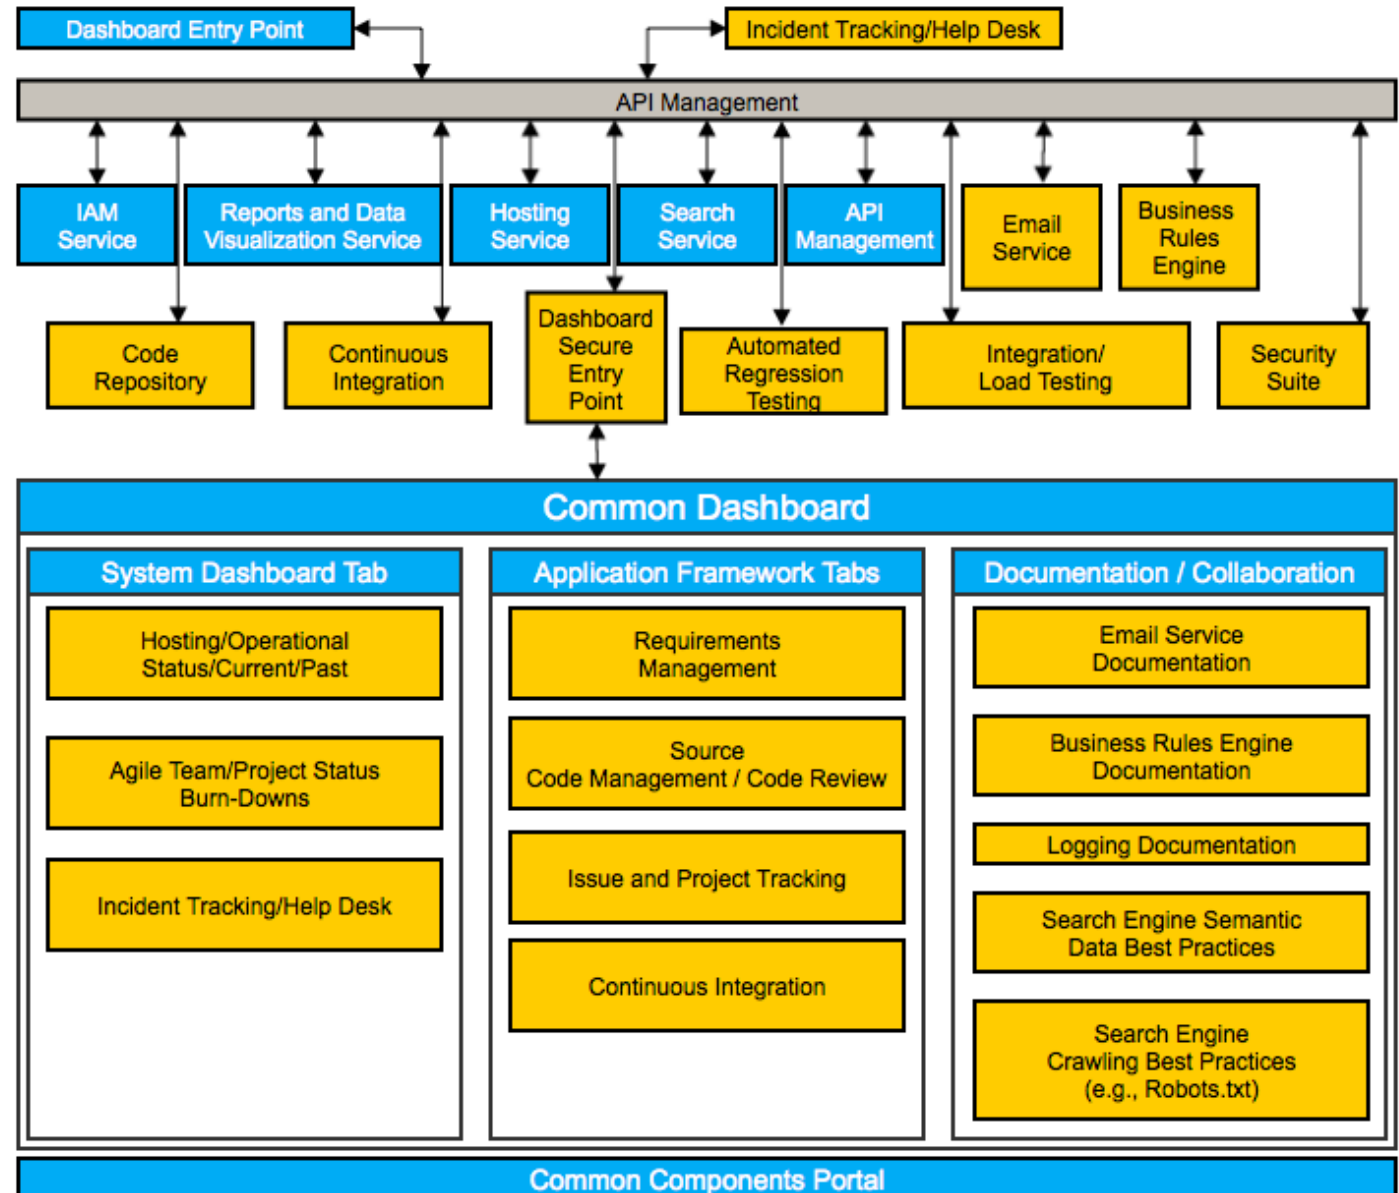 Dashboard Entry Point
Incident Tracking/Help Desk
API Management
IAM
Service
Reports and Data
Visualization Service
Hosting
Service
Search
Service
API
Management
Email
Service
Business
Rules
Engine
Code
Repository
Continuous
Integration
Dashboard
Secure
Entry
Point
Automated
Regression
Testing
Integration/
Load Testing
Security
Suite
Common Dashboard
System Dashboard Tab
Hosting/Operational
Status/Current/Past
Agile Team/Project Status
Burn-Downs
Incident Tracking/Help Desk
Application Framework Tabs
Requirements
Management
Source
Code Management / Code Review
Issue and Project Tracking
Continuous Integration
Documentation / Collaboration
Email Service
Documentation
Business Rules Engine
Documentation
Logging Documentation
Search Engine Semantic
Data Best Practices
Search Engine
Crawling Best Practices
(e.g., Robots.txt)
Common Components Portal